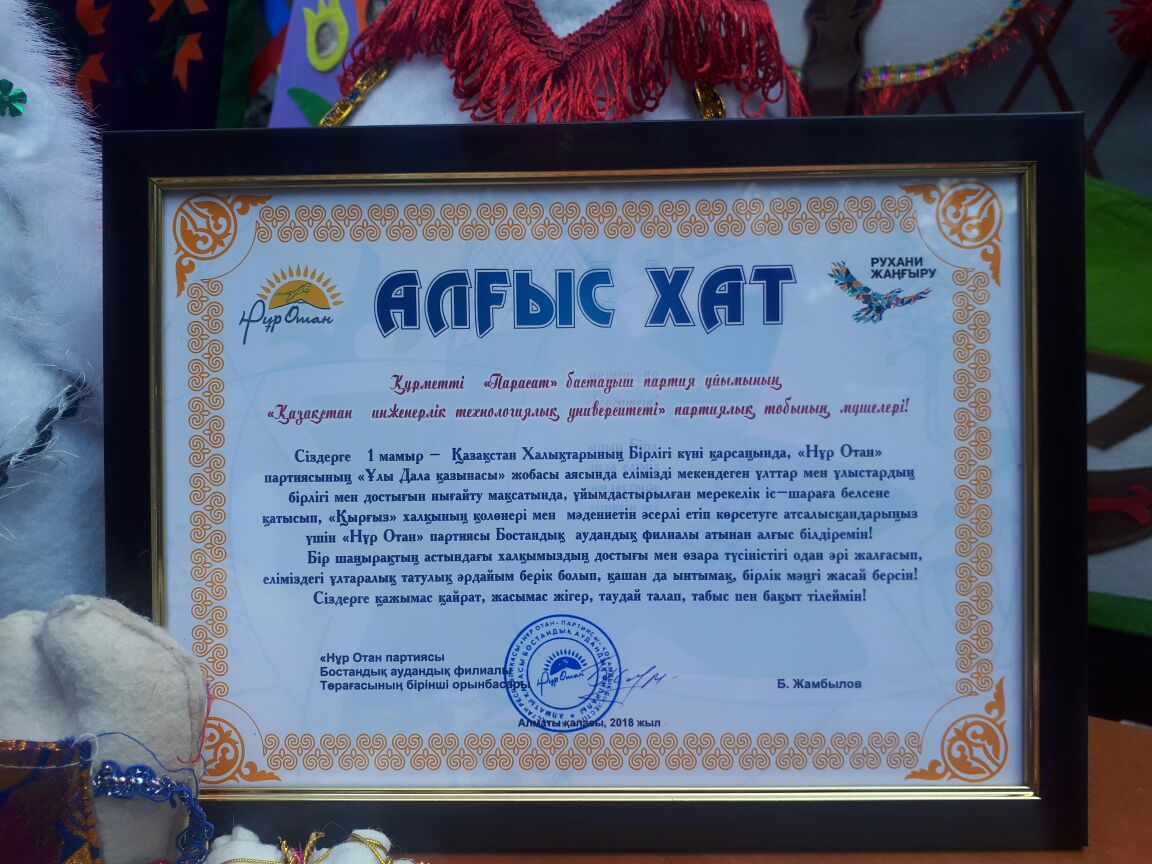 Нұр Отан
АЛҒЫС ХАТ
РУХАНИ
ЖАҢҒЫРУ
Құрметті «Парасат» бастауыш партия ұйымының
«Қазақстан инженерлік технологиялық университеті» партиялық тобының мүшелері!
Сіздерге 1 мамыр – Қазақстан Халықтарының Бірлігі күні қарсаңында, «Нұр Отан»
партиясының «Ұлы Дала қазынасы» жобасы аясында елімізді мекендеген ұлттар мен ұлыстардың
бірлігі мен достығын нығайту мақсатында, ұйымдастырылған мерекелік іс–шараға белсене
қатысып, «Қырғыз» халқының қолөнері мен мәдениетін әсерлі етіп көрсетуге атсалысқандарыңыз
үшін «Нұр Отан» партиясы Бостандық аудандық филиалы атынан алғыс білдіремін!
Бір шаңырақтың астындағы халқымыздың достығы мен өзара түсіністігі одан әрі жалғасып,
еліміздегі ұлтаралық татулық әрдайым берік болып, қашан да ынтымақ, бірлік мәңгі жасай берсін!
Сіздерге қажымас қайрат, жасымас жігер, таудай талап, табыс пен бақыт тілеймін!
«Нұр Отан партиясы
Бостандық аудандық филиалы
Төрағасының бірінші орынбасары
Б. Жамбылов
Нұр Отан
Алматы қаласы, 2018 жыл